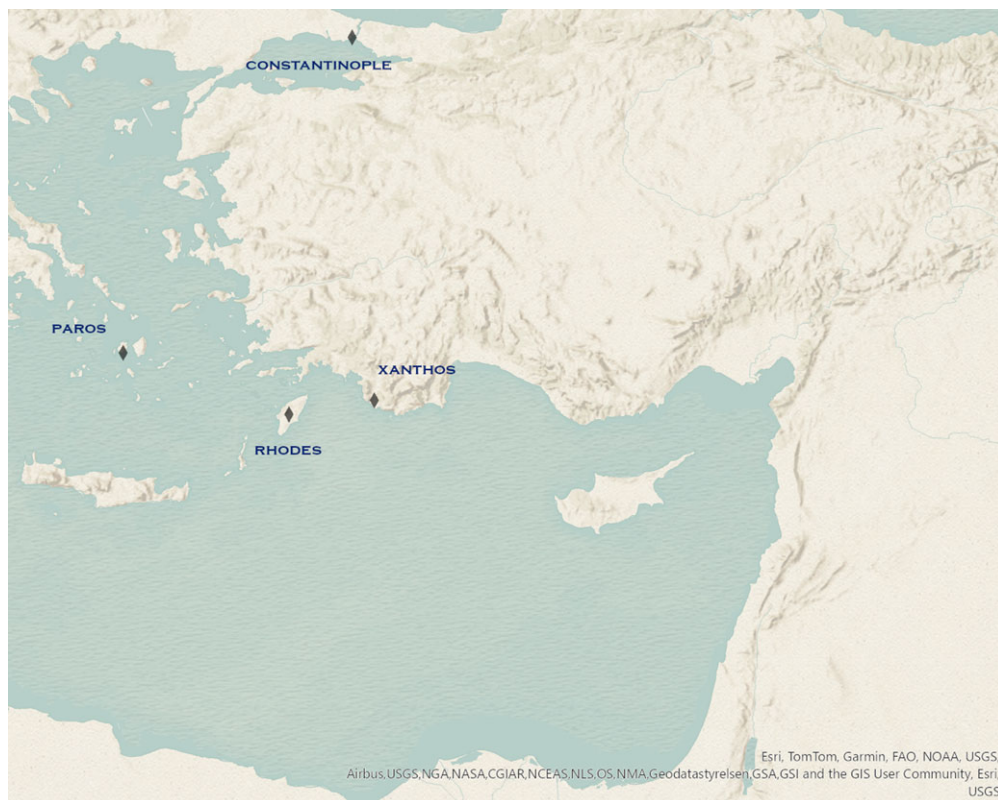 CONSTANTINOPLE
PAROS
XANTHOS
RHODES
Esri, TomTom, Garmin, FAO, NOAA, USGS,
Airbus,USGS,NGA,NASA,CGIAR,NCEAS,NLS,OS,NMA,Geodatastyrelsen,GSA,GSI and the GIS User Community, Esri,
USGS